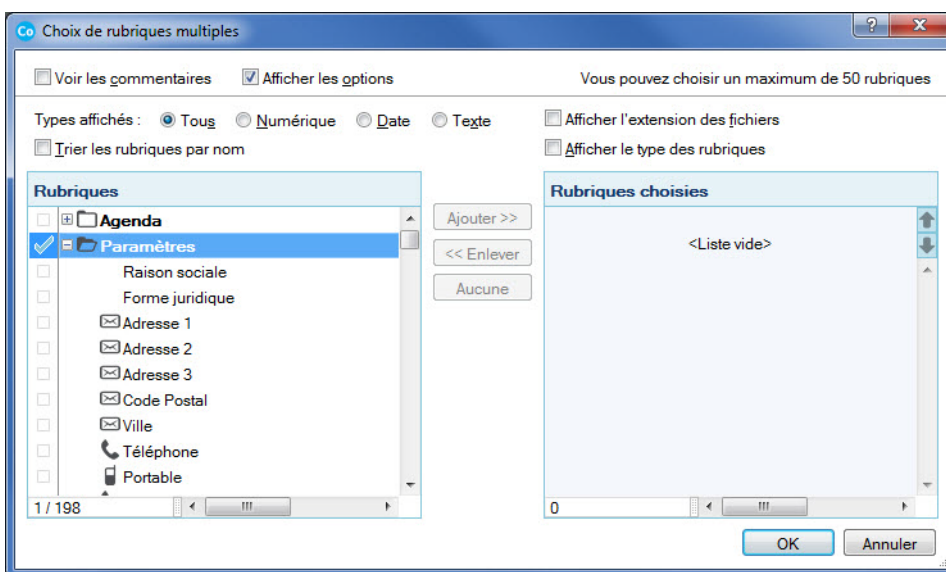 Co Choix de rubriques multiples
Voir les commentaires Afficher les options Vous pouvez choisir un maximum de 50 rubriques
Types affichés : Tous Numérique Date Texte Afficher l'extension des fichiers
Trier les rubriques par nom Afficher le type des rubriques
Rubriques Rubriques choisies
Agenda Ajouter >>
Paramètres << Enlever <Liste vide>
Raison sociale Aucune
Forme juridique
Adresse 1
Adresse 2
Adresse 3
Code Postal
Ville
Téléphone
Portable
1 / 198 0
OK Annuler